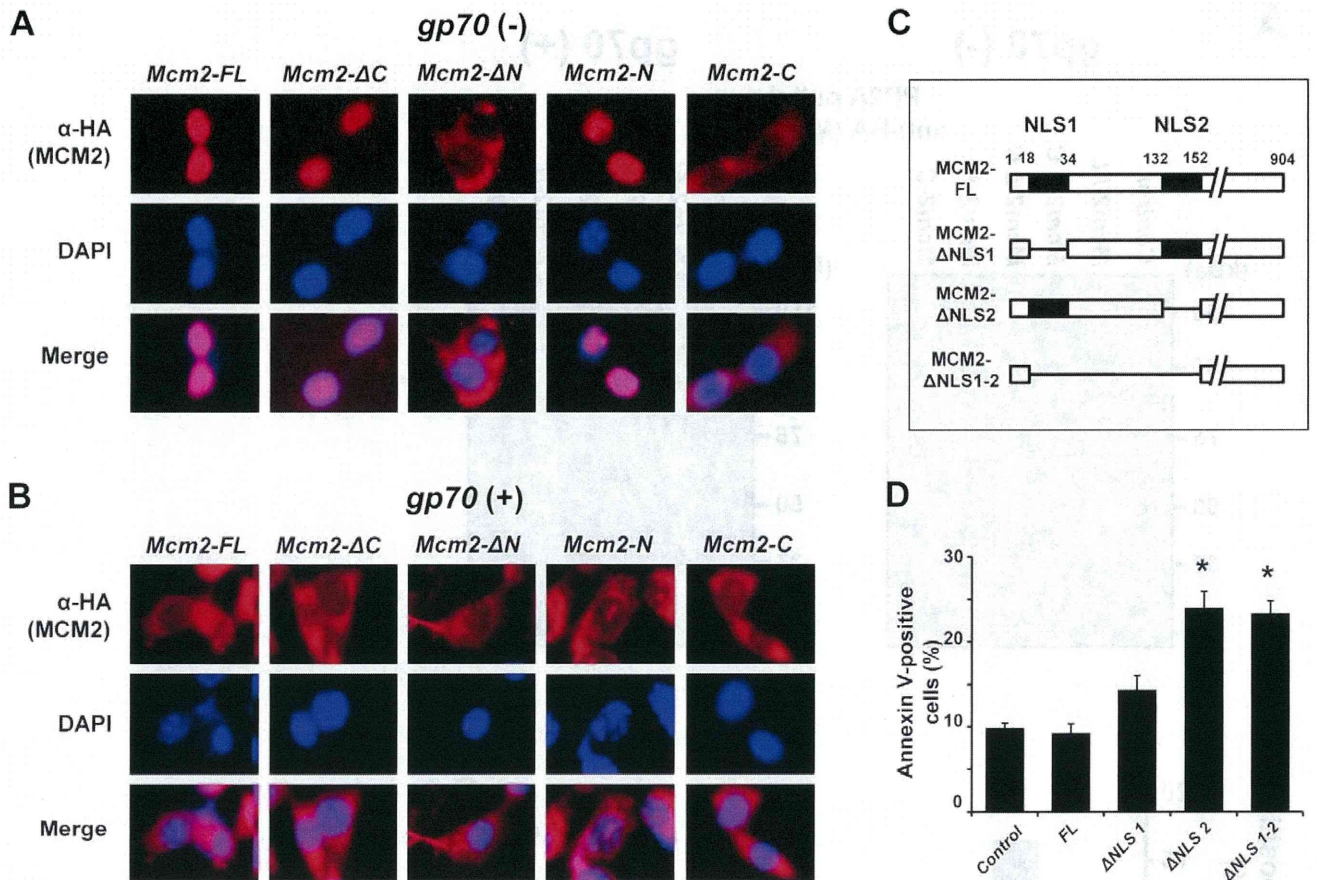 A
gp70 (-)
Mcm2-FL Mcm2-ΔC Mcm2-ΔN Mcm2-N Mcm2-C
α-HA
(MCM2)
DAPI
Merge
B
gp70 (+)
Mcm2-FL Mcm2-ΔC Mcm2-ΔN Mcm2-N Mcm2-C
α-HA
(MCM2)
DAPI
Merge
C
NLS1 NLS2
1 18 34 132 152 904
MCM2-
FL
MCM2-
ΔNLS1
MCM2-
ΔNLS2
MCM2-
ΔNLS1-2
D
Annexin V-positive
cells (%)
30
20
10
0
* *
Control FL ΔNLS 1 ΔNLS 2 ΔNLS 1-2